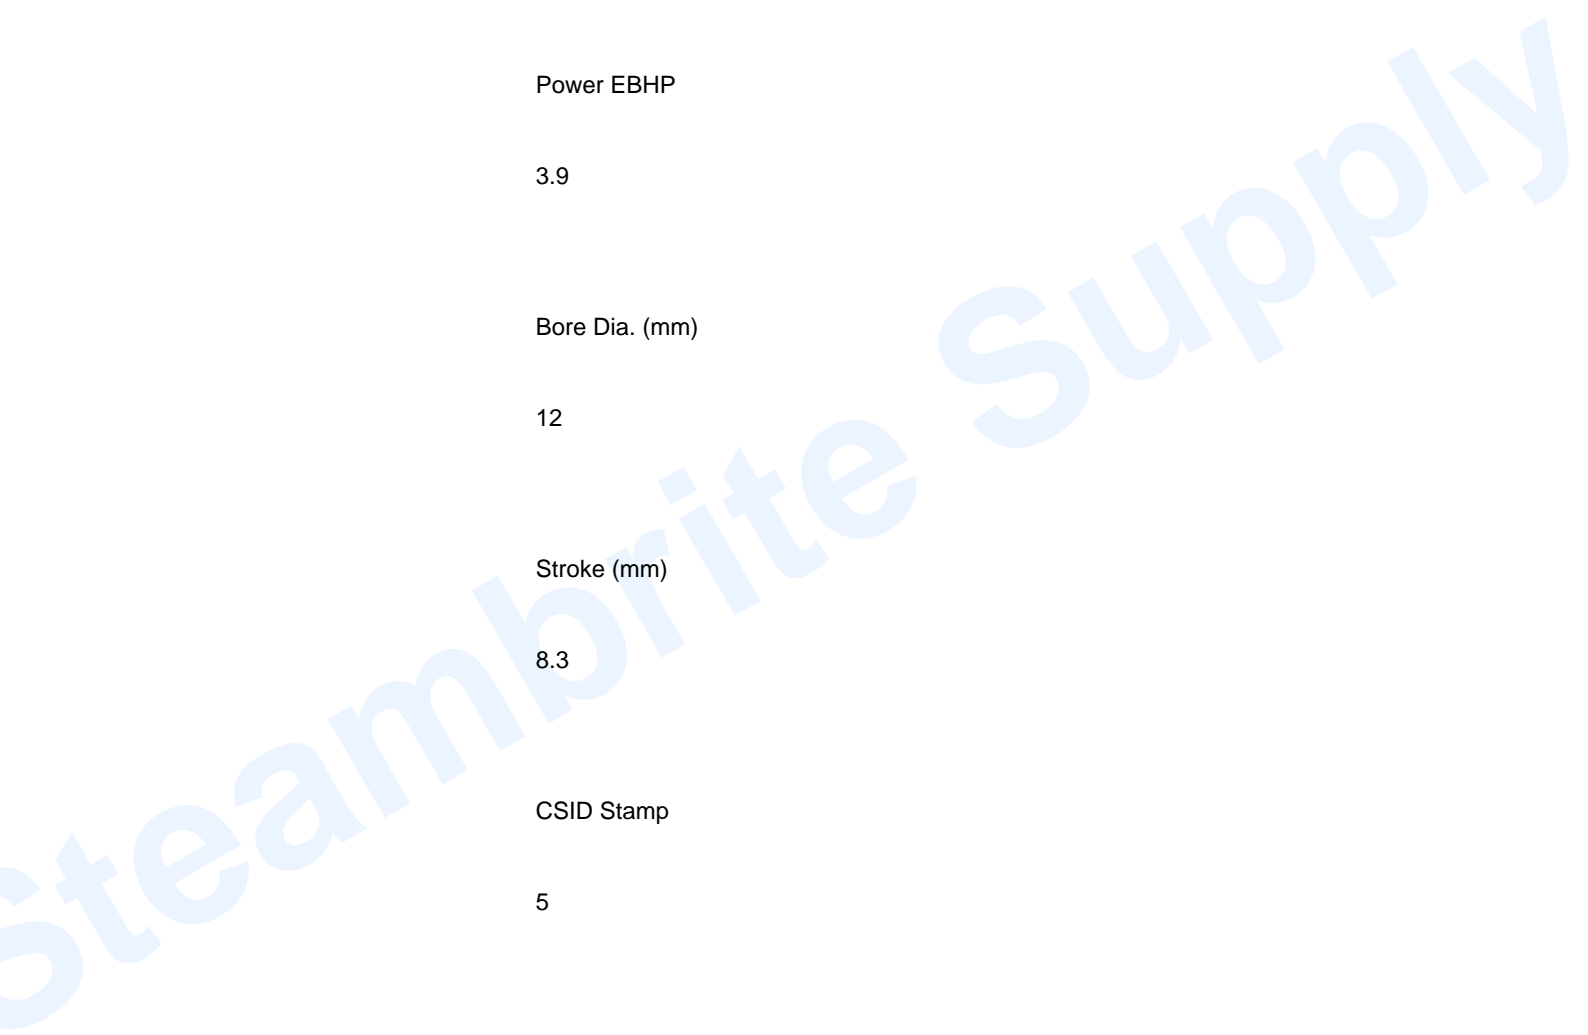 Power EBHP
3.9
Bore Dia. (mm)
12
Stroke (mm)
8.3
CSID Stamp
5
Steambrite Supply